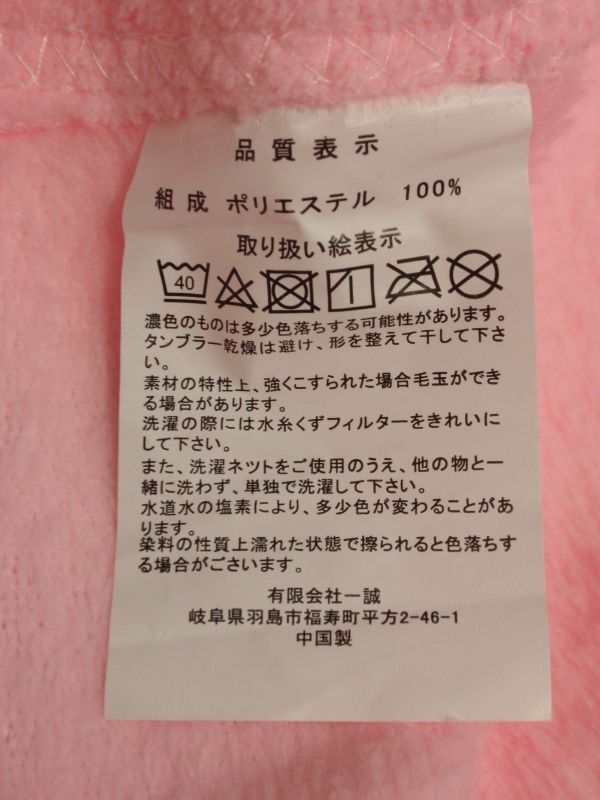 品質表示
組成 ポリエステル 100%
取り扱い絵表示
40
濃色のものは多少色落ちする可能性があります。
タンブラー乾燥は避け、形を整えて干して下さ
い。
素材の特性上、強くこすられた場合毛玉ができ
る場合があります。
洗濯の際には水糸くずフィルターをきれいに
して下さい。
また、洗濯ネットをご使用のうえ、他の物と一
緒に洗わず、単独で洗濯して下さい。
水道水の塩素により、多少色が変わることがあ
ります。
染料の性質上濡れた状態で擦られると色落ちす
る場合がございます。
有限会社一誠
岐阜県羽島市福寿町平方2-46-1
中国製